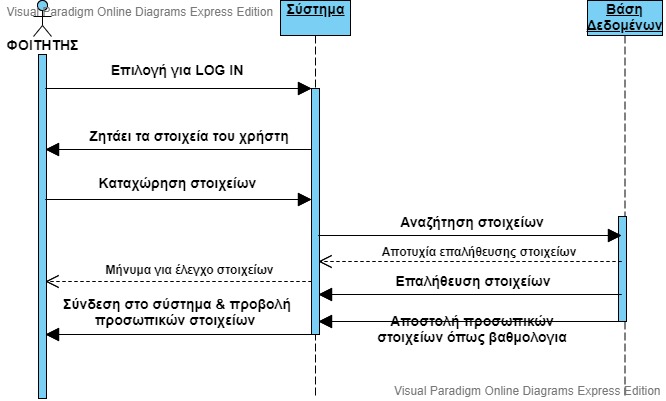 Visual Paradigm Online Diagrams Express Edition
Σύστημα
Βάση
Δεδομένων
ΦΟΙΤΗΤΗΣ
Επιλογή για LOG IN
Ζητάει τα στοιχεία του χρήστη
Καταχώρηση στοιχείων
Αναζήτηση στοιχείων
Αποτυχία επαλήθευσης στοιχείων
Μήνυμα για έλεγχο στοιχείων
Επαλήθευση στοιχείων
Σύνδεση στο σύστημα & προβολή
προσωπικών στοιχείων
Αποστολή προσωπικών
στοιχείων όπως βαθμολογια
Visual Paradigm Online Diagrams Express Edition